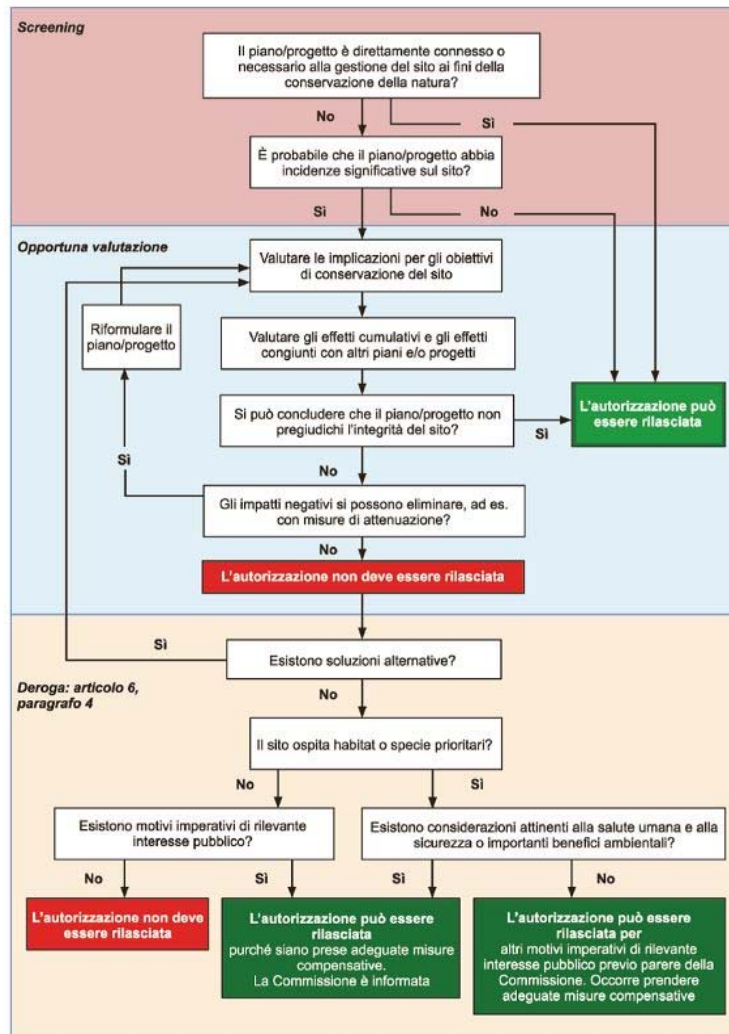 Screening
Il piano/progetto è direttamente connesso o
necessario alla gestione del sito ai fini della
conservazione della natura?
No
Sì
È probabile che il piano/progetto abbia
incidenze significative sul sito?
Sì
No
Opportuna valutazione
Valutare le implicazioni per gli obiettivi
di conservazione del sito
Riformulare il
piano/progetto
Valutare gli effetti cumulativi e gli effetti
congiunti con altri piani e/o progetti
L'autorizzazione può
essere rilasciata
Si può concludere che il piano/progetto non
pregiudichi l'integrità del sito?
Sì
Sì
No
Gli impatti negativi si possono eliminare, ad es.
con misure di attenuazione?
No
L'autorizzazione non deve essere rilasciata
Sì
Esistono soluzioni alternative?
Deroga: articolo 6,
paragrafo 4
No
Il sito ospita habitat o specie prioritari?
No
Sì
Esistono motivi imperativi di rilevante
interesse pubblico?
Esistono considerazioni attinenti alla salute umana e alla
sicurezza o importanti benefici ambientali?
No
Sì
Sì
No
L'autorizzazione non deve
essere rilasciata
L'autorizzazione può essere
rilasciata
purché siano prese adeguate misure
compensative.
La Commissione è informata
L'autorizzazione può essere
rilasciata per
altri motivi imperativi di rilevante
interesse pubblico previo parere della
Commissione. Occorre prendere
adeguate misure compensative